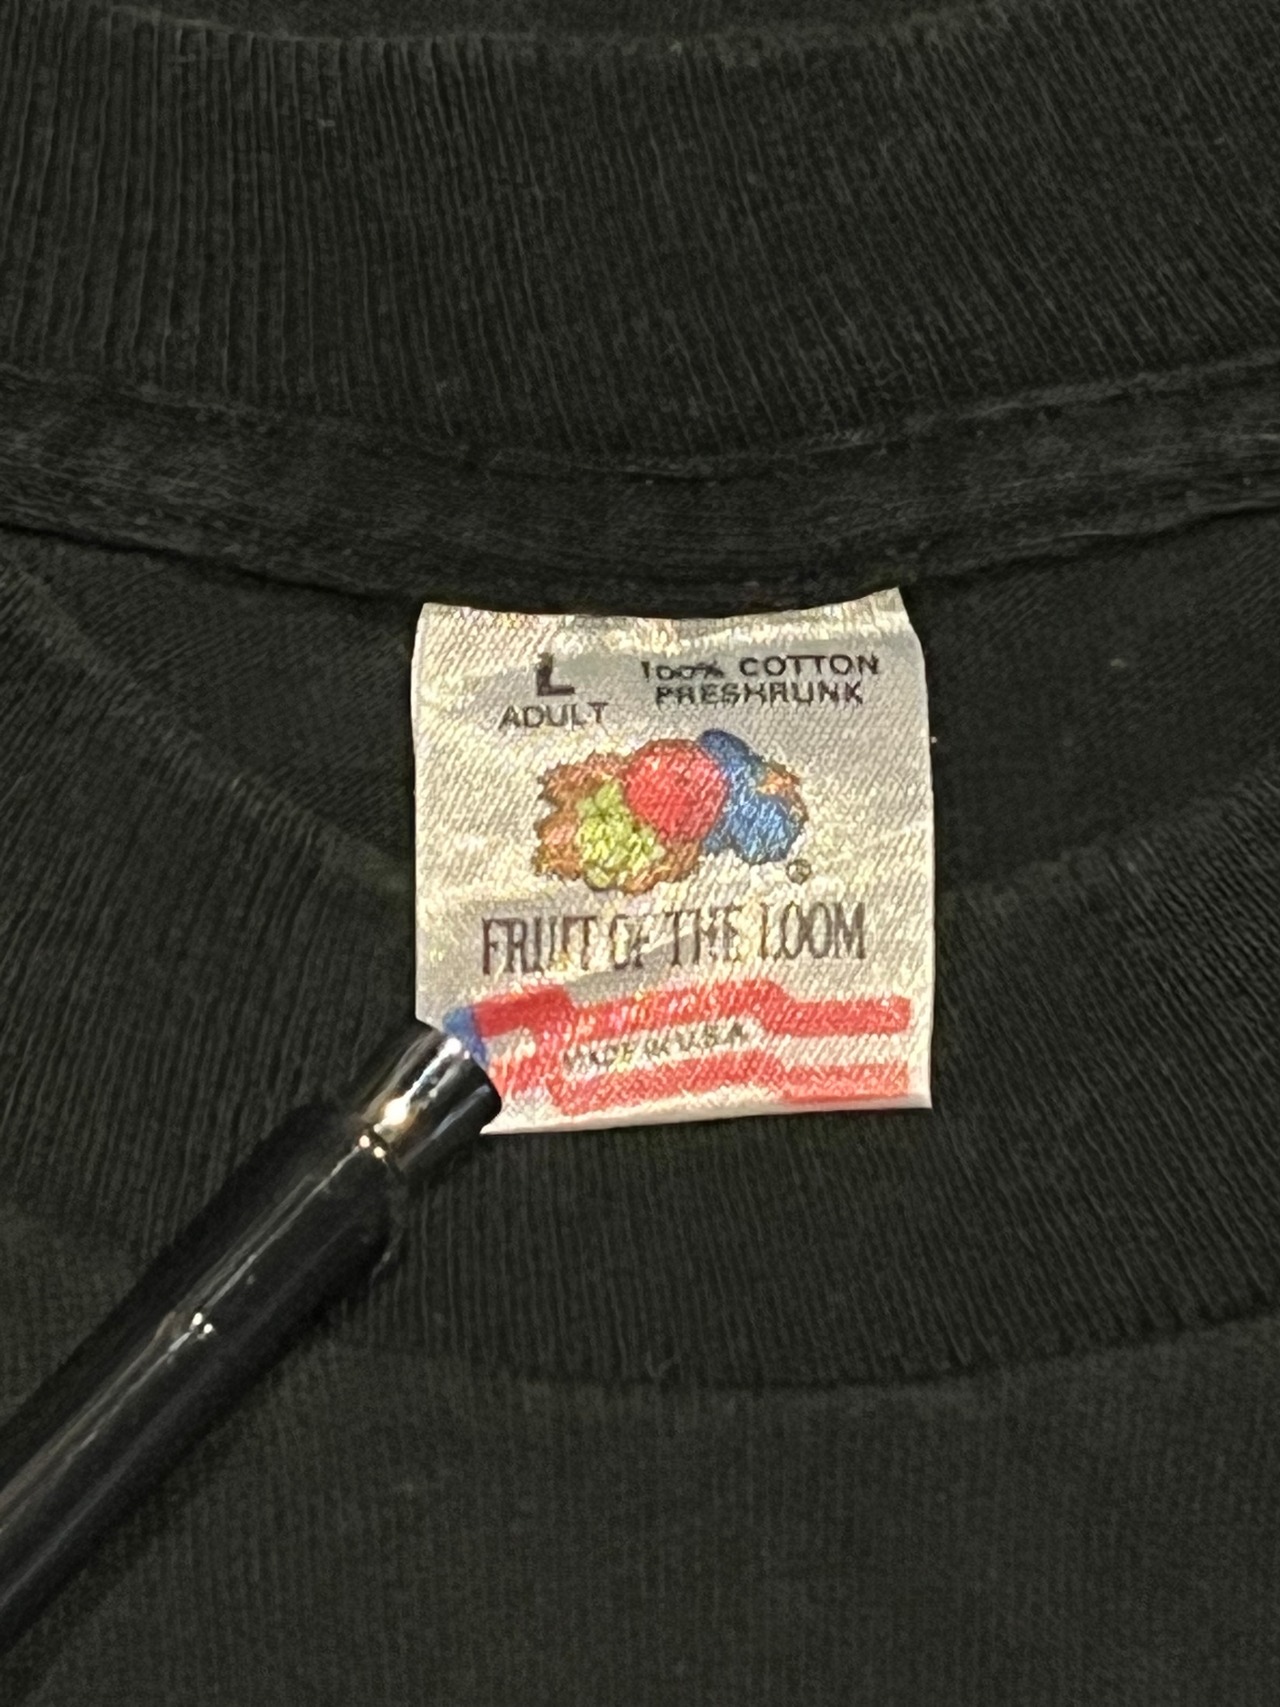 L
ADULT
100% COTTON
PRESHRUNK
®
FRUIT OF THE LOOM
MADE IN U.S.A.